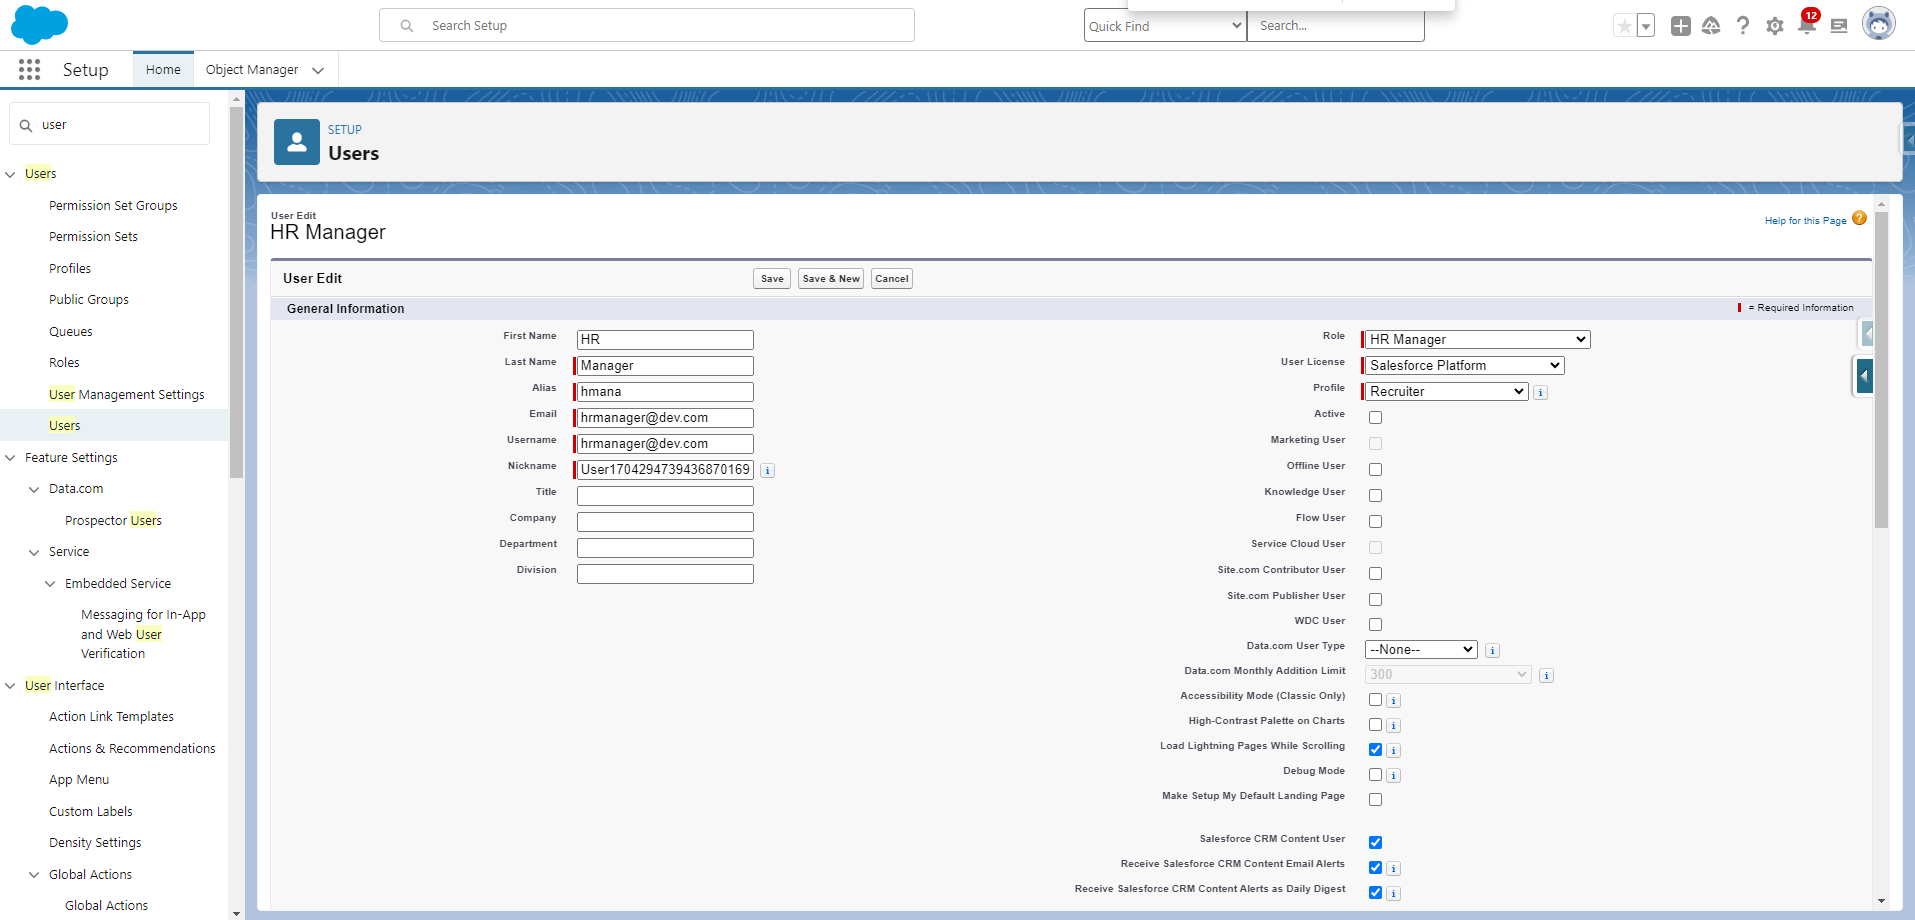 Search Setup
Quick Find
Search...
12
Setup
Home
Object Manager
user
Users
Permission Set Groups
Permission Sets
Profiles
Public Groups
Queues
Roles
User Management Settings
Users
Feature Settings
Data.com
Prospector Users
Service
Embedded Service
Messaging for In-App
and Web User
Verification
User Interface
Action Link Templates
Actions & Recommendations
App Menu
Custom Labels
Density Settings
Global Actions
Global Actions
SETUP
Users
User Edit
HR Manager
Help for this Page ?
User Edit
Save
Save & New
Cancel
General Information
= Required Information
First Name HR
Last Name Manager
Alias hmana
Email hrmanager@dev.com
Username hrmanager@dev.com
Nickname User1704294739436870169 i
Title
Company
Department
Division
Role HR Manager
User License Salesforce Platform
Profile Recruiter i
Active
Marketing User
Offline User
Knowledge User
Flow User
Service Cloud User
Site.com Contributor User
Site.com Publisher User
WDC User
Data.com User Type --None-- i
Data.com Monthly Addition Limit 300 i
Accessibility Mode (Classic Only) i
High-Contrast Palette on Charts i
Load Lightning Pages While Scrolling i
Debug Mode i
Make Setup My Default Landing Page
Salesforce CRM Content User
Receive Salesforce CRM Content Email Alerts i
Receive Salesforce CRM Content Alerts as Daily Digest i